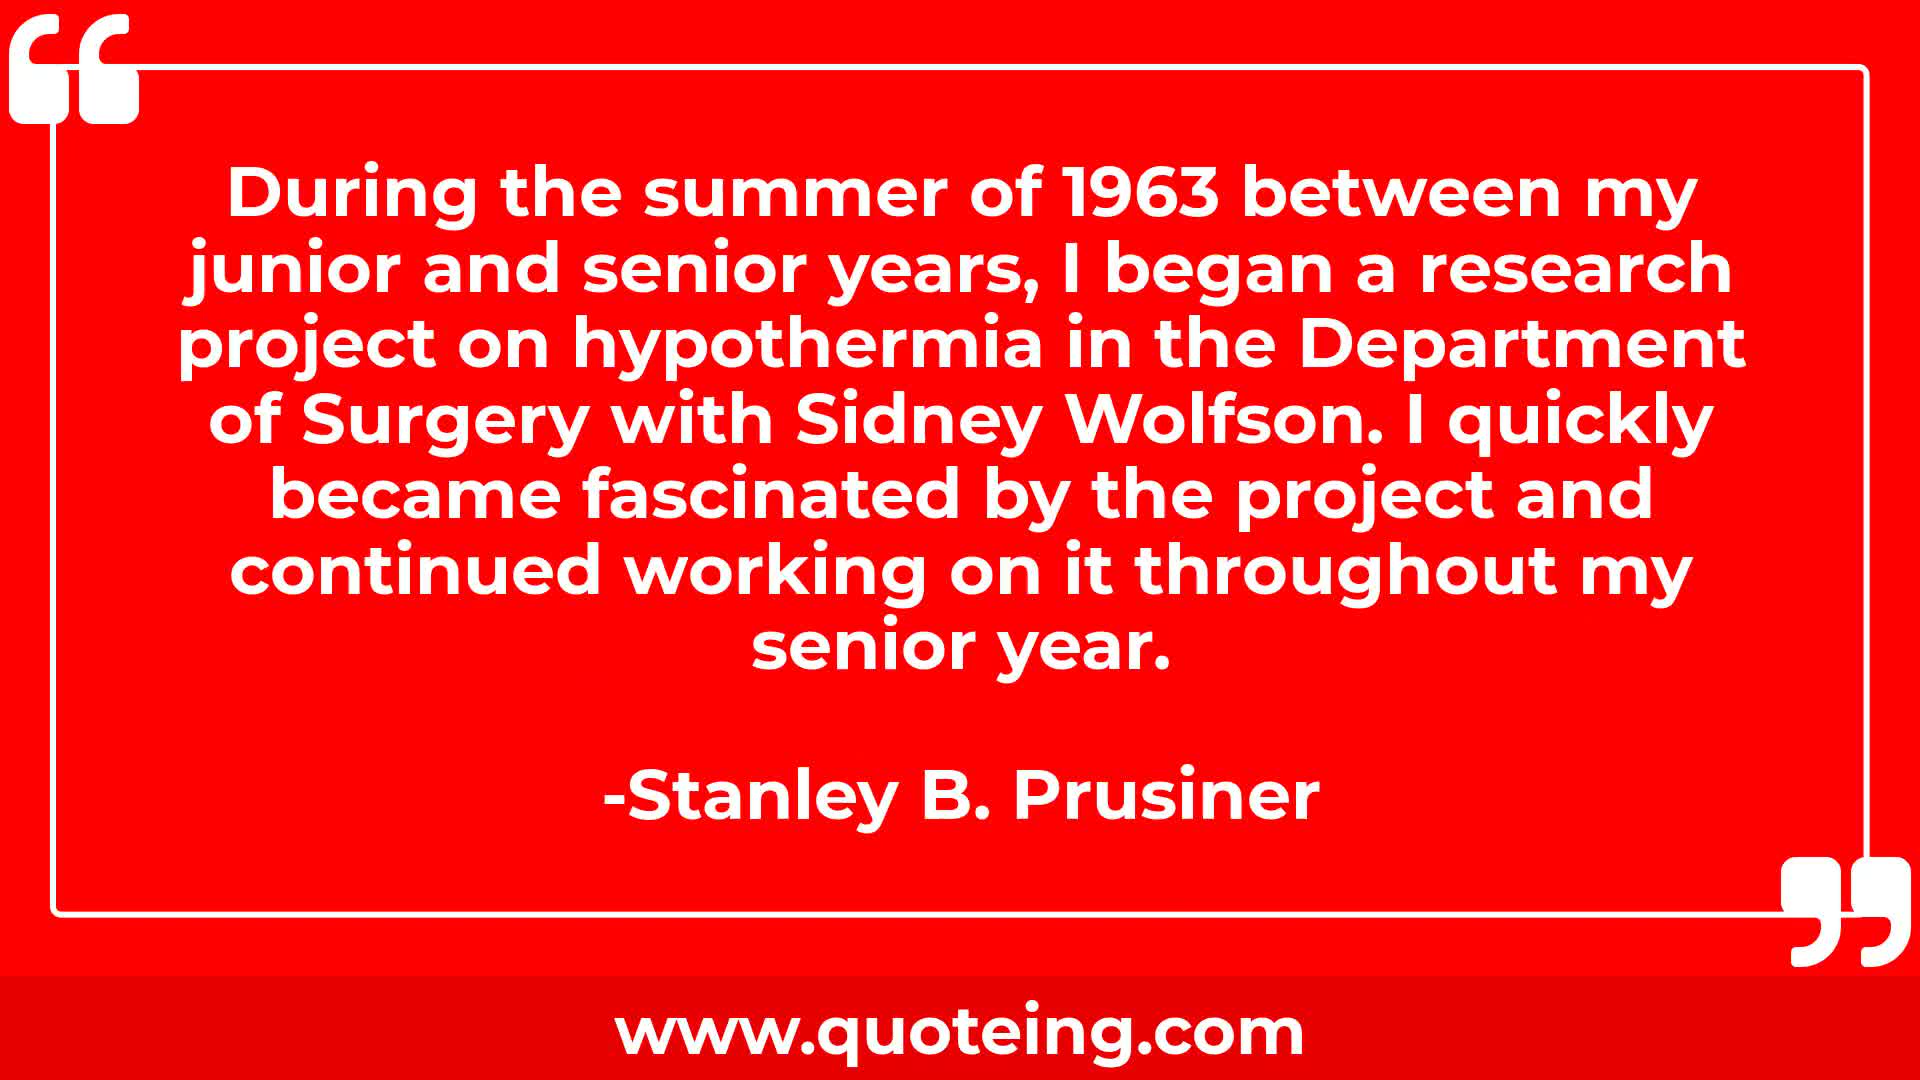 During the summer of 1963 between my
junior and senior years, I began a research
project on hypothermia in the Department
of Surgery with Sidney Wolfson. I quickly
became fascinated by the project and
continued working on it throughout my
senior year.
-Stanley B. Prusiner
www.quoteing.com